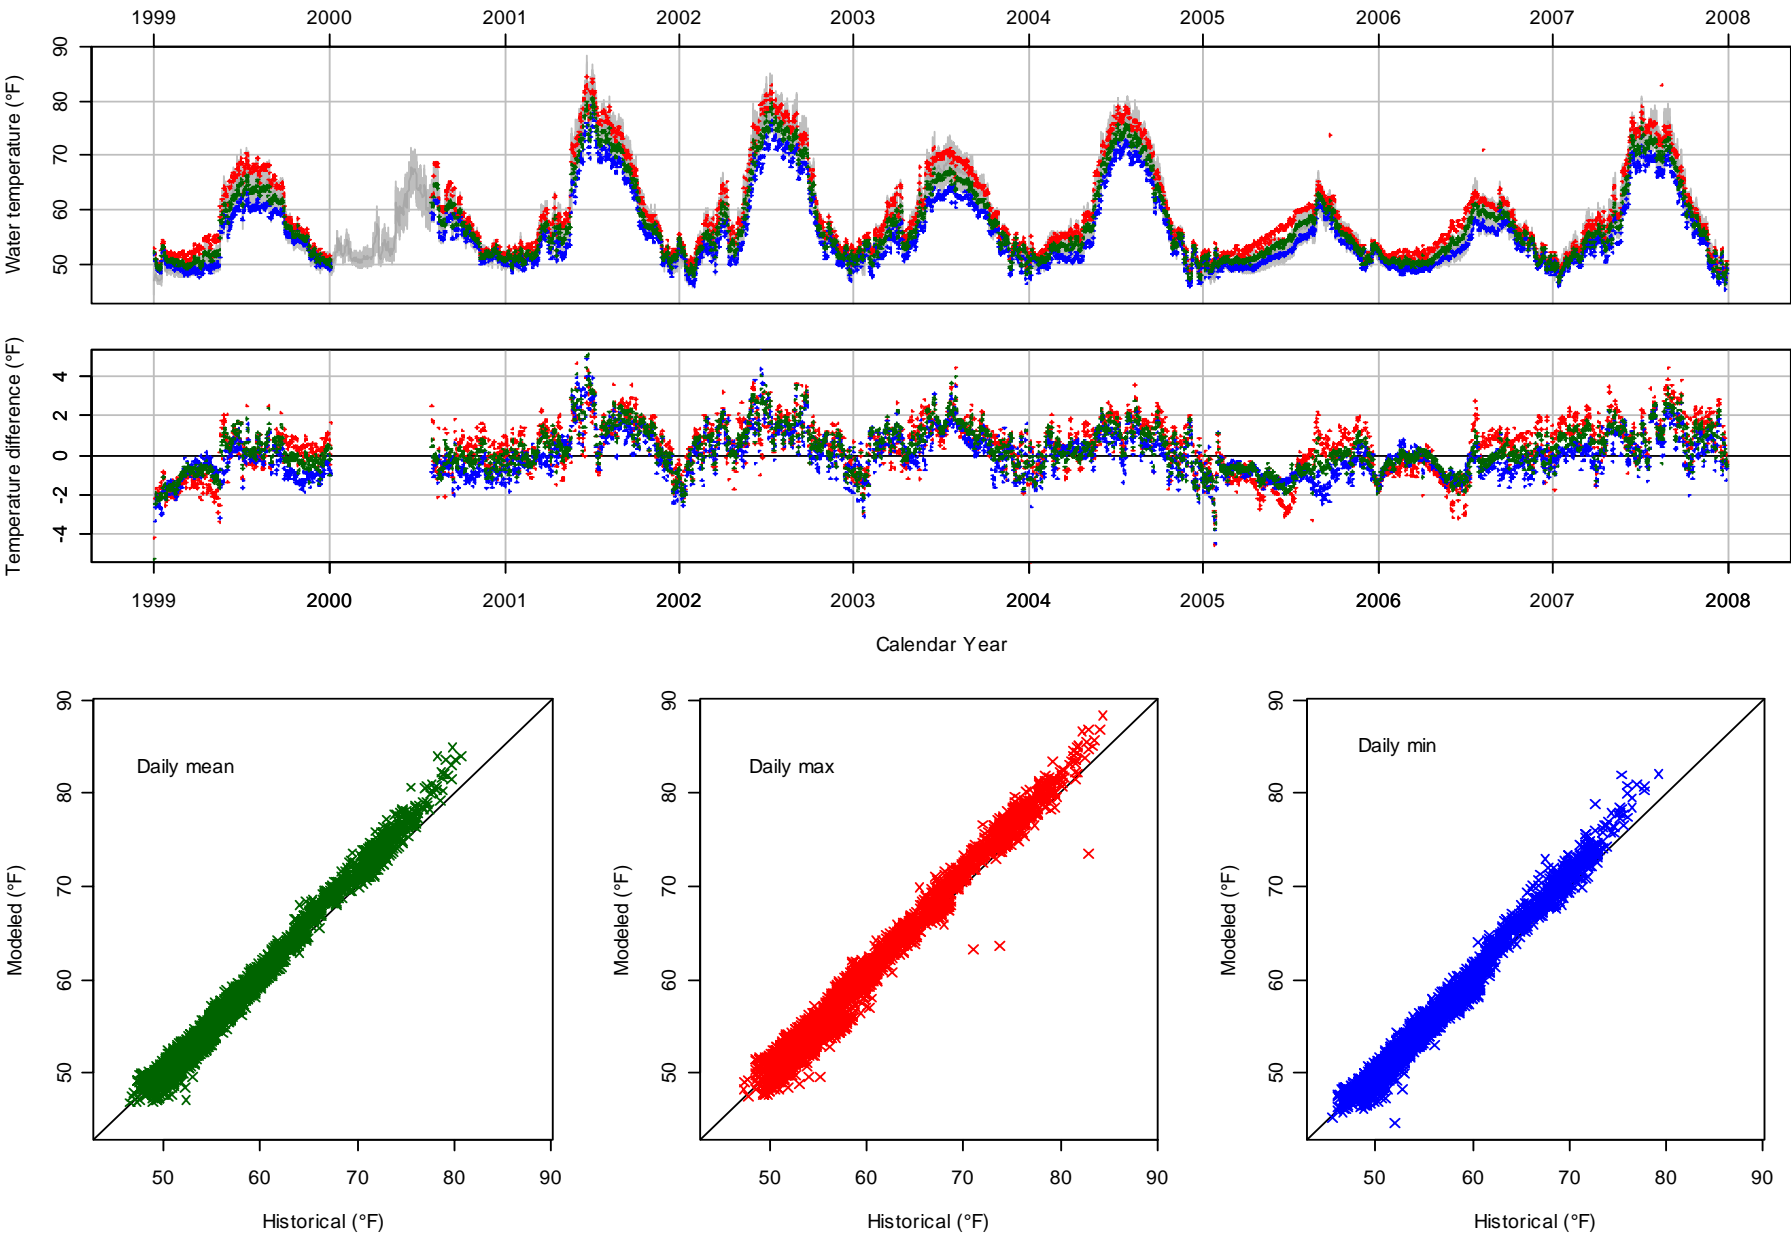 1999 2000 2001 2002 2003 2004 2005 2006 2007 2008
Water temperature (°F)
90
80
70
60
50
Temperature difference (°F)
4
2
0
-2
-4
1999 2000 2001 2002 2003 2004 2005 2006 2007 2008
Calendar Year
Daily mean
Modeled (°F)
90
80
70
60
50
50 60 70 80 90
Historical (°F)
Daily max
Modeled (°F)
90
80
70
60
50
50 60 70 80 90
Historical (°F)
Daily min
Modeled (°F)
90
80
70
60
50
50 60 70 80 90
Historical (°F)